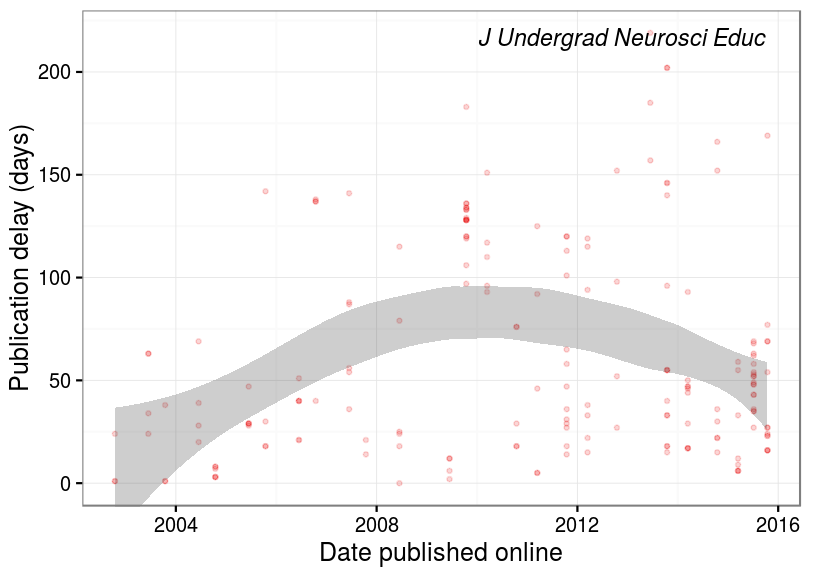 J Undergrad Neurosci Educ
200
150
100
50
0
Publication delay (days)
2004 2008 2012 2016
Date published online